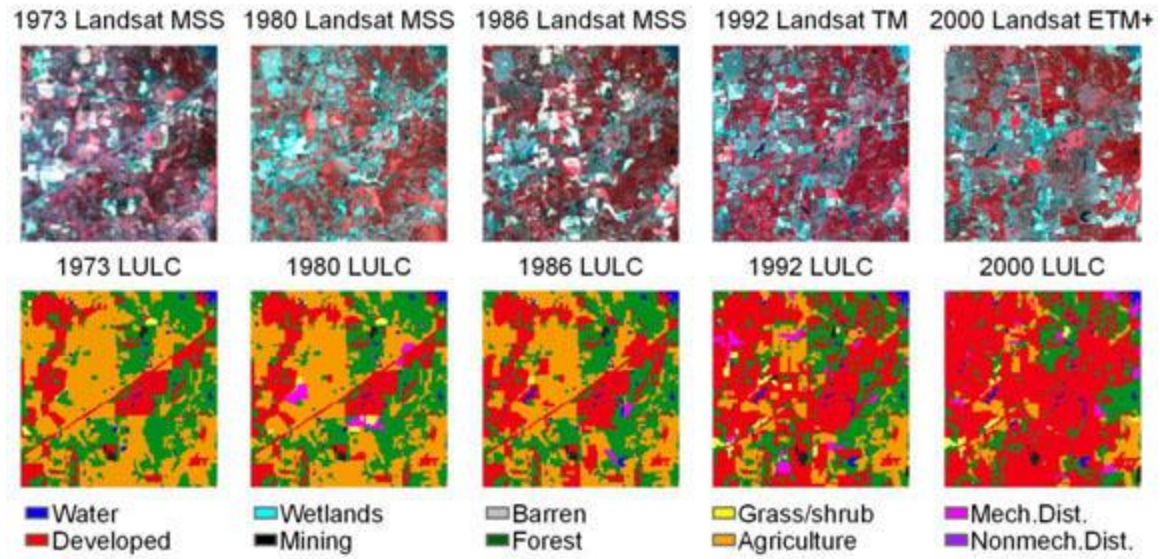 1973 Landsat MSS 1980 Landsat MSS 1986 Landsat MSS 1992 Landsat TM 2000 Landsat ETM+
1973 LULC 1980 LULC 1986 LULC 1992 LULC 2000 LULC
Water Wetlands Barren Grass/shrub Mech.Dist.
Developed Mining Forest Agriculture Nonmech.Dist.